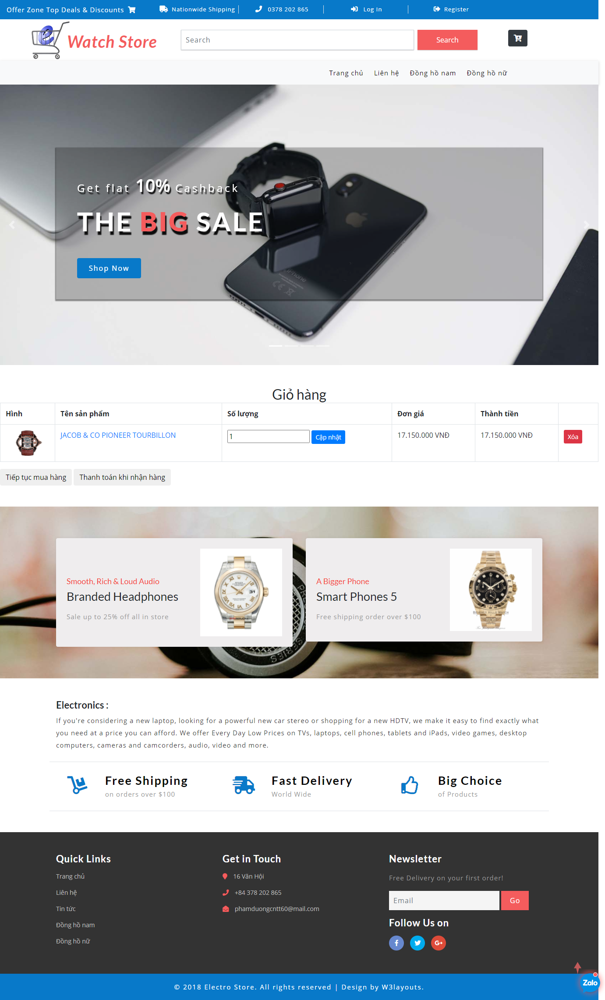 Offer Zone Top Deals & Discounts
Nationwide Shipping
0378 202 865
Log In
Register
e
Watch Store
Search
Search
Trang chủ
Liên hệ
Đồng hồ nam
Đồng hồ nữ
Get flat 10% Cashback
THE BIG SALE
Shop Now
iPhone
Giỏ hàng
Hình
Tên sản phẩm
Số lượng
Đơn giá
Thành tiền
JACOB & CO PIONEER TOURBILLON
1
Cập nhật
17.150.000 VNĐ
17.150.000 VNĐ
Xóa
Tiếp tục mua hàng
Thanh toán khi nhận hàng
Smooth, Rich & Loud Audio
Branded Headphones
Sale up to 25% off all in store
31
A Bigger Phone
Smart Phones 5
Free shipping order over $100
BEVERLY HILLS WATCH
SERIES
Electronics :
If you're considering a new laptop, looking for a powerful new car stereo or shopping for a new HDTV, we make it easy to find exactly what
you need at a price you can afford. We offer Every Day Low Prices on TVs, laptops, cell phones, tablets and iPads, video games, desktop
computers, cameras and camcorders, audio, video and more.
Free Shipping
on orders over $100
Fast Delivery
World Wide
Big Choice
of Products
Quick Links
Trang chủ
Liên hệ
Tin tức
Đồng hồ nam
Đồng hồ nữ
Get in Touch
16 Văn Hội
+84 378 202 865
phamduongcntt60@mail.com
Newsletter
Free Delivery on your first order!
Email
Go
Follow Us on
Zalo
© 2018 Electro Store. All rights reserved | Design by W3layouts.